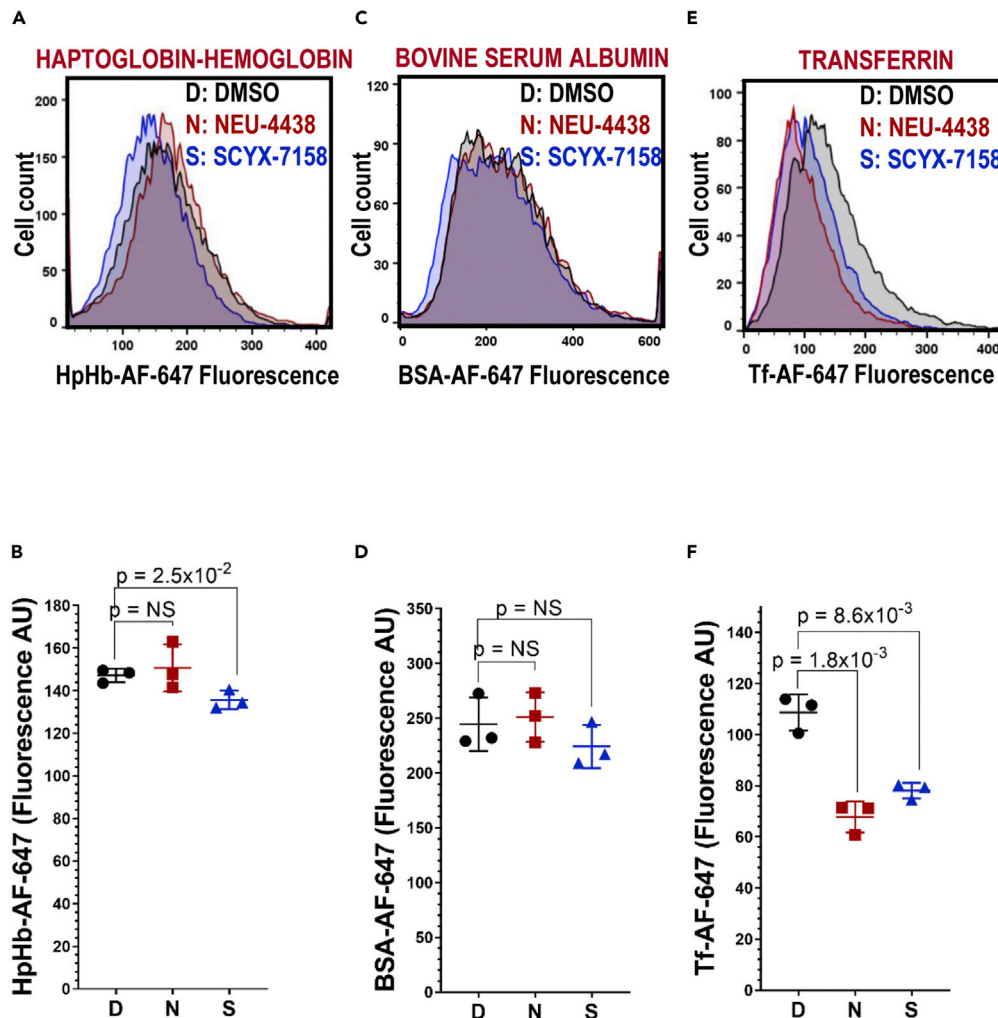 A
HAPTOGLOBIN-HEMOGLOBIN
D: DMSO
N: NEU-4438
S: SCYX-7158
Cell count
200
150
100
50
0
100 200 300 400
HpHb-AF-647 Fluorescence
C
BOVINE SERUM ALBUMIN
D: DMSO
N: NEU-4438
S: SCYX-7158
Cell count
120
90
60
30
0
0 200 400 600
BSA-AF-647 Fluorescence
E
TRANSFERRIN
D: DMSO
N: NEU-4438
S: SCYX-7158
Cell count
100
80
60
40
20
0
0 100 200 300 400
Tf-AF-647 Fluorescence
B
p = 2.5x10-2
p = NS
HpHb-AF-647 (Fluorescence AU)
180
160
140
120
100
80
60
40
20
0
D N S
D
p = NS
p = NS
BSA-AF-647 (Fluorescence AU)
350
300
250
200
150
100
50
0
D N S
F
p = 8.6x10-3
p = 1.8x10-3
Tf-AF-647 (Fluorescence AU)
140
120
100
80
60
40
20
0
D N S